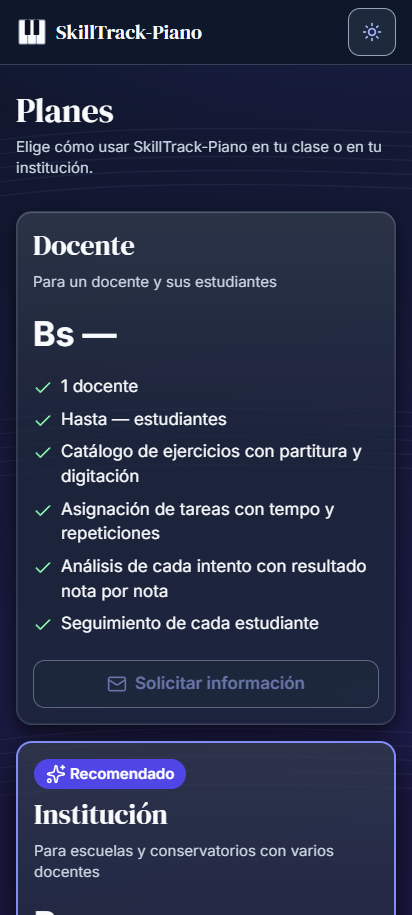 SkillTrack-Piano
Planes
Elige cómo usar SkillTrack-Piano en tu clase o en tu
institución.
Docente
Para un docente y sus estudiantes
Bs —
1 docente
Hasta — estudiantes
Catálogo de ejercicios con partitura y
digitación
Asignación de tareas con tempo y
repeticiones
Análisis de cada intento con resultado
nota por nota
Seguimiento de cada estudiante
Solicitar información
Recomendado
Institución
Para escuelas y conservatorios con varios
docentes